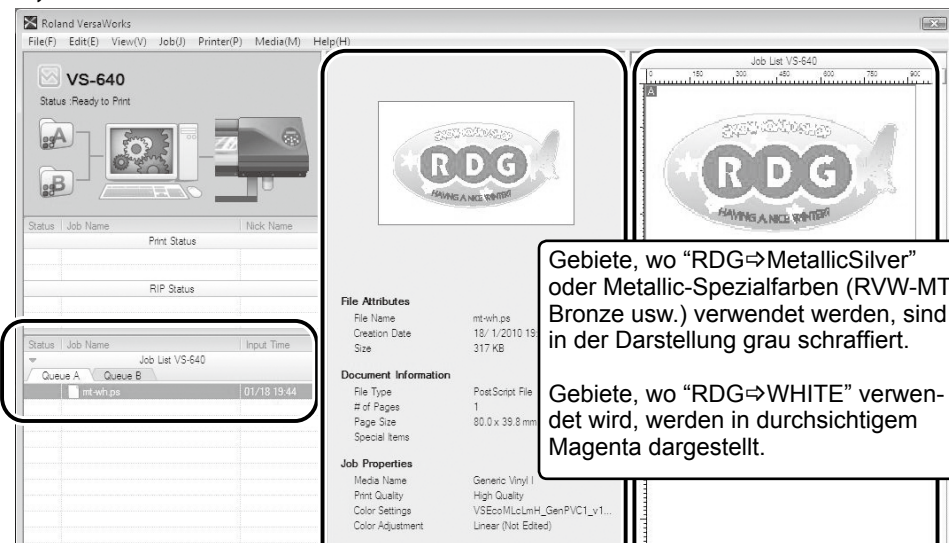 Roland VersaWorks
File(F) Edit(E) View(V) Job(J) Printer(P) Media(M) Help(H)
VS-640
Status :Ready to Print
A
B
Status Job Name Nick Name
Print Status
RIP Status
Status Job Name Input Time
Job List VS-640
Queue A Queue B
mt-wh.ps 01/18 19:44
RDG
HAVING A NICE WINTER!!
File Attributes
File Name mt-wh.ps
Creation Date 18/ 1/2010 19:
Size 317 KB
Document Information
File Type PostScript File
# of Pages 1
Page Size 80.0 x 39.8 mm
Special Items
Job Properties
Media Name Generic Vinyl I
Print Quality High Quality
Color Settings VSEcoMLcLmH_GenPVC1_v1...
Color Adjustment Linear (Not Edited)
Job List VS-640
0 150 300 450 600 750 900
A
RDG
HAVING A NICE WINTER!!
Gebiete, wo “RDG⇨MetallicSilver”
oder Metallic-Spezialfarben (RVW-MT
Bronze usw.) verwendet werden, sind
in der Darstellung grau schraffiert.
Gebiete, wo “RDG⇨WHITE” verwen-
det wird, werden in durchsichtigem
Magenta dargestellt.